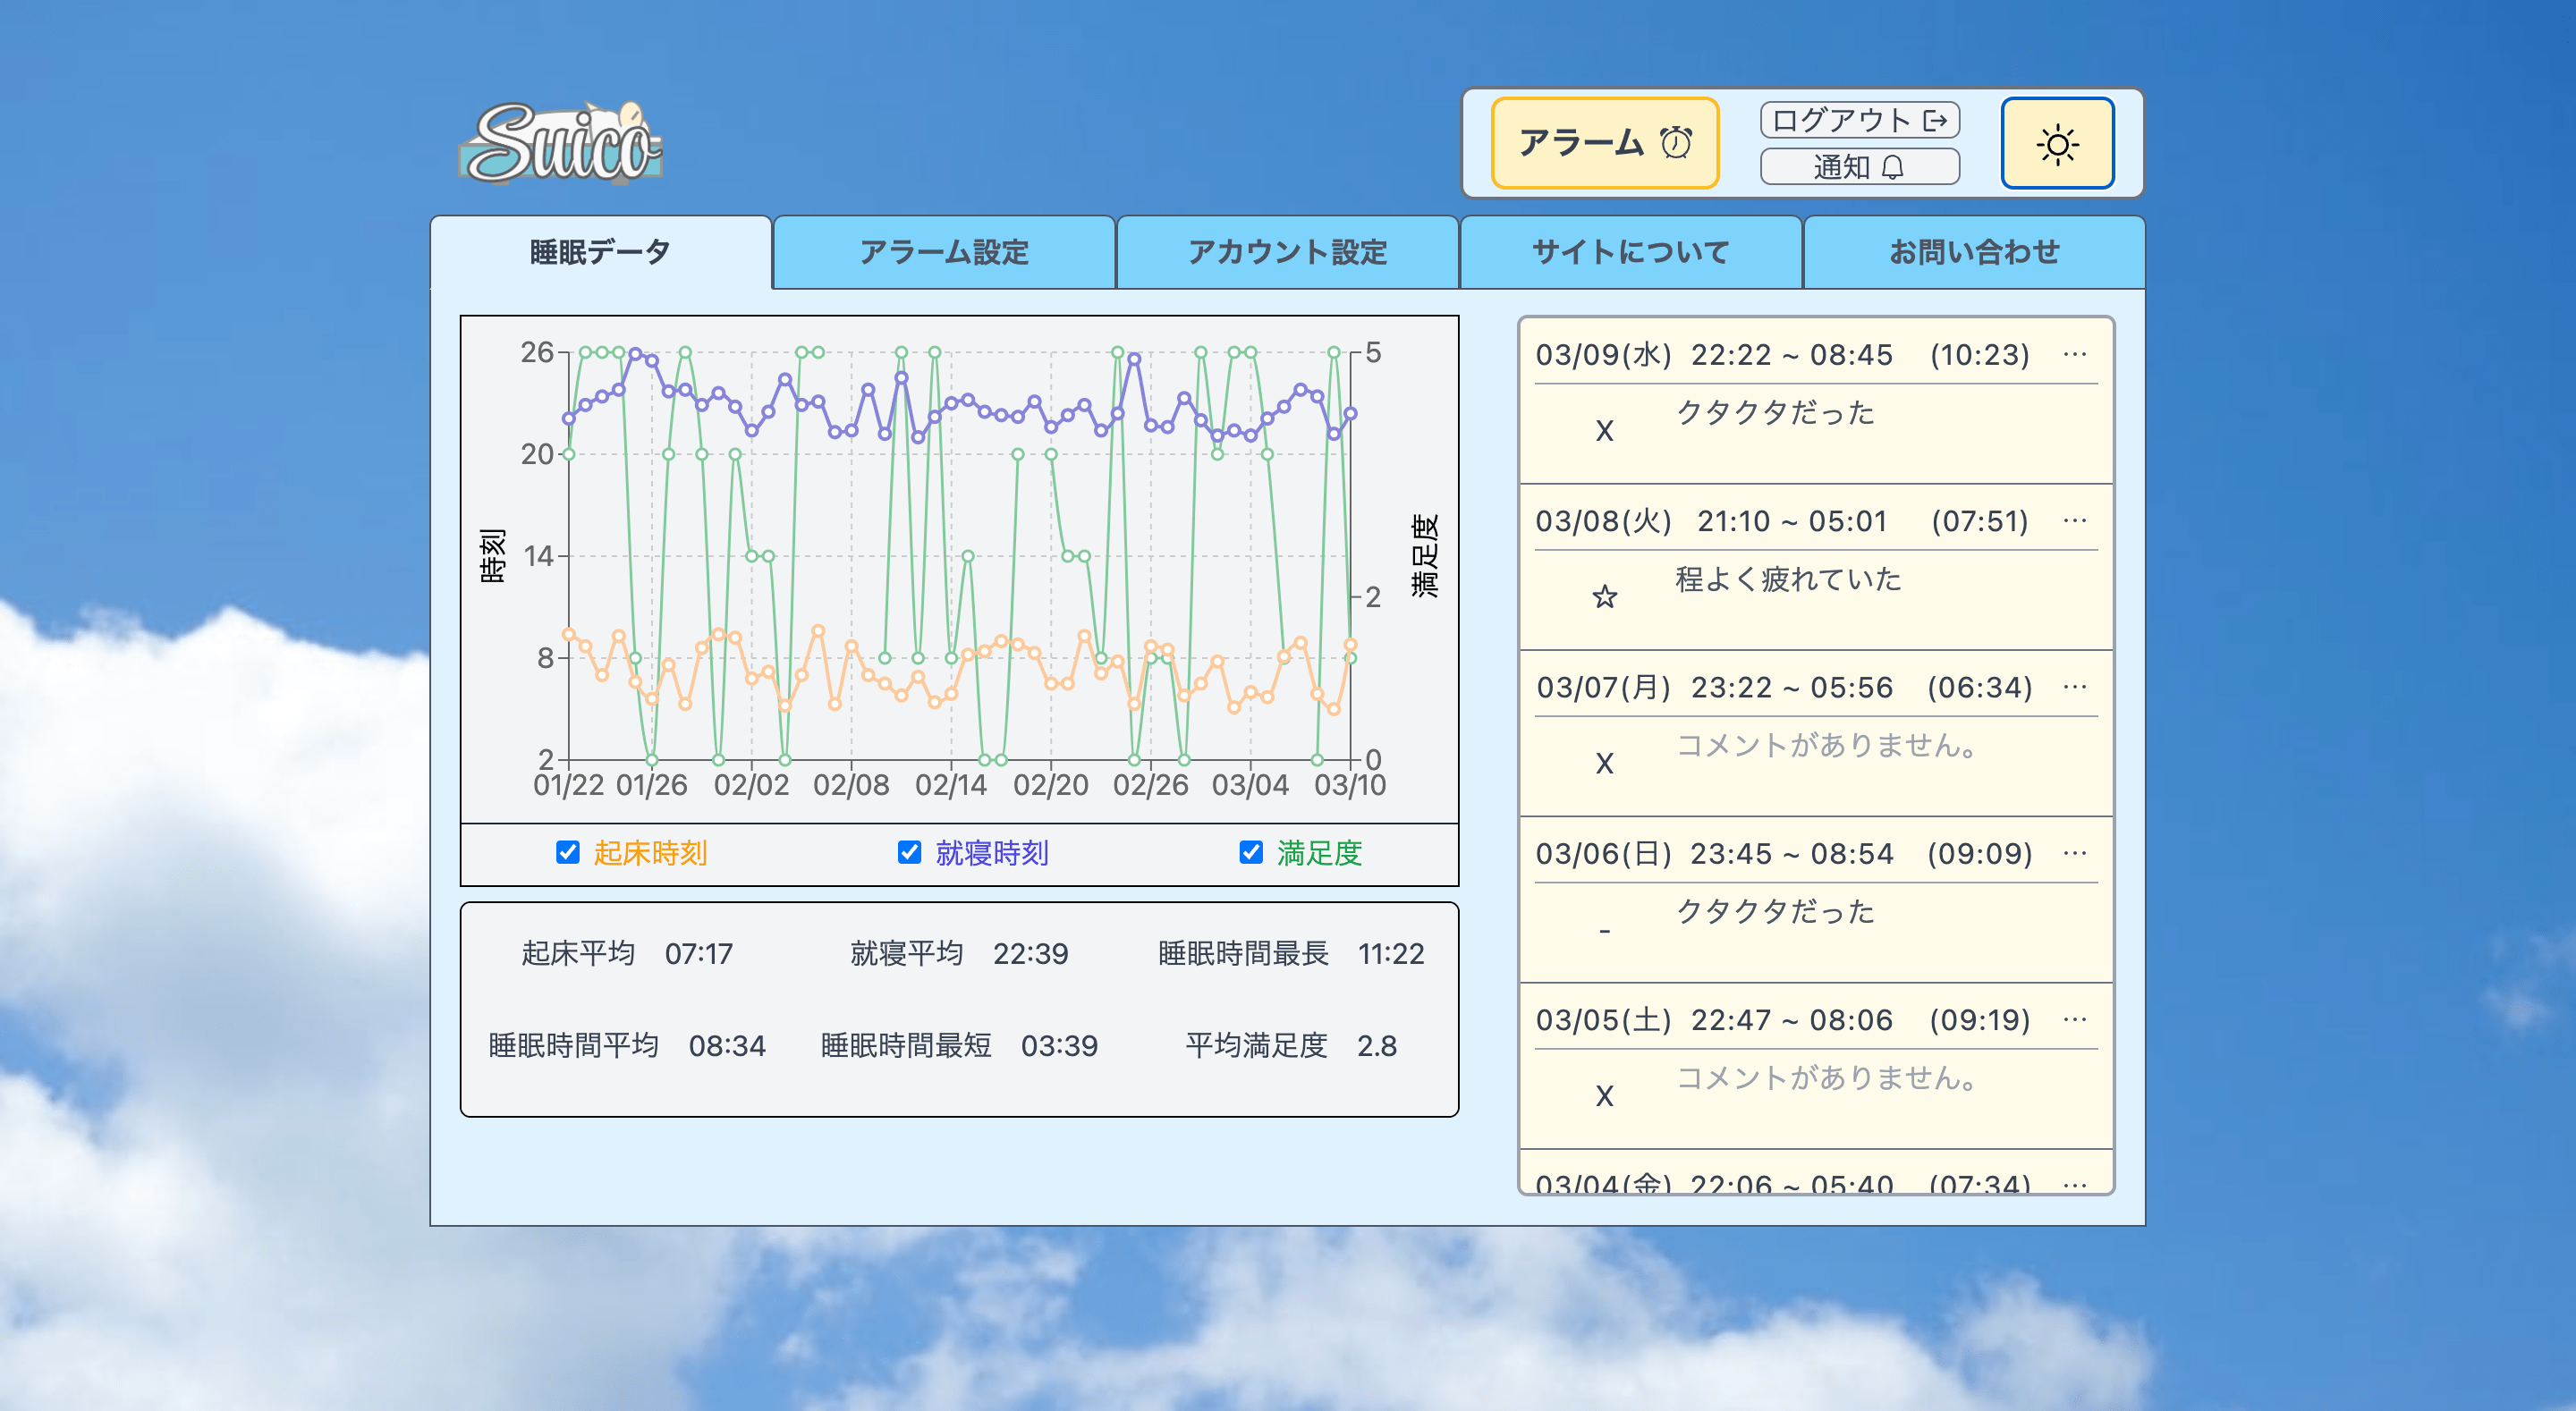 Suico
アラーム
ログアウト
通知
睡眠データ
アラーム設定
アカウント設定
サイトについて
お問い合わせ
26
20
14
8
2
時刻
5
2
0
満足度
01/22 01/26 02/02 02/08 02/14 02/20 02/26 03/04 03/10
起床時刻 就寝時刻 満足度
起床平均 07:17 就寝平均 22:39 睡眠時間最長 11:22
睡眠時間平均 08:34 睡眠時間最短 03:39 平均満足度 2.8
03/09(水) 22:22 ~ 08:45 (10:23) ···
X クタクタだった
03/08(火) 21:10 ~ 05:01 (07:51) ···
☆ 程よく疲れていた
03/07(月) 23:22 ~ 05:56 (06:34) ···
X コメントがありません。
03/06(日) 23:45 ~ 08:54 (09:09) ···
- クタクタだった
03/05(土) 22:47 ~ 08:06 (09:19) ···
X コメントがありません。
03/04(金) 22:06 ~ 05:40 (07:34) ···